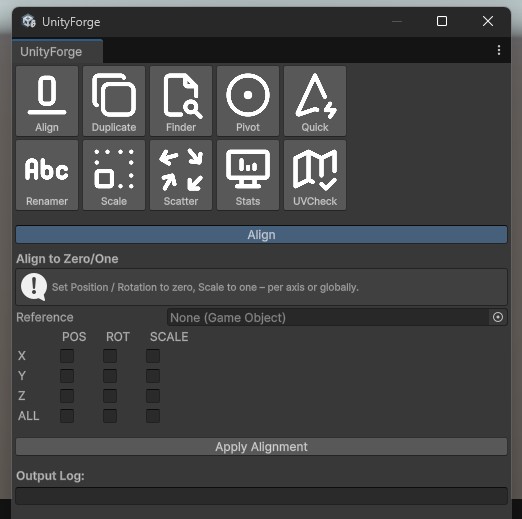 UnityForge
UnityForge
Align Duplicate Finder Pivot Quick
Abc
Renamer Scale Scatter Stats UVCheck
Align
Align to Zero/One
Set Position / Rotation to zero, Scale to one – per axis or globally.
Reference None (Game Object)
POS ROT SCALE
X
Y
Z
ALL
Apply Alignment
Output Log: